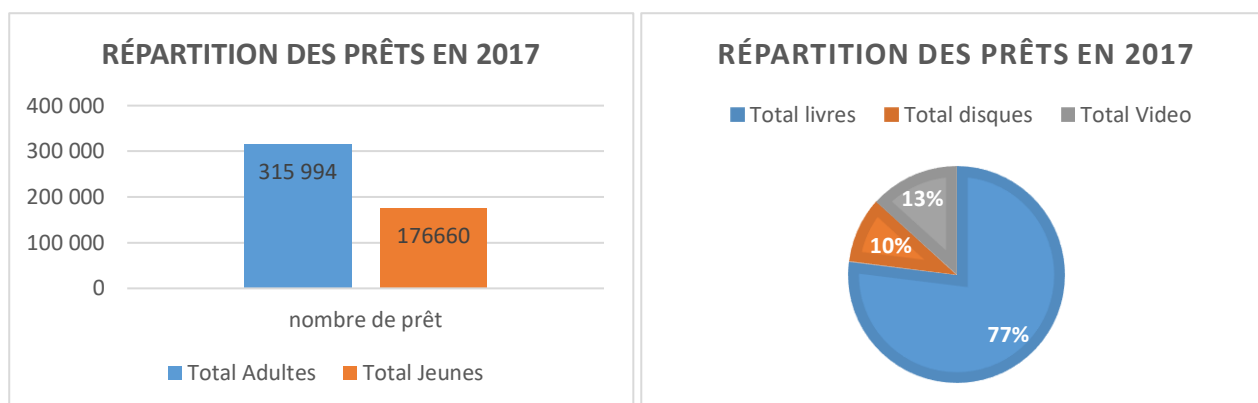 RÉPARTITION DES PRÊTS EN 2017
400 000
300 000
200 000
100 000
0
315 994
176660
nombre de prêt
Total Adultes Total Jeunes
RÉPARTITION DES PRÊTS EN 2017
Total livres Total disques Total Video
13%
10%
77%